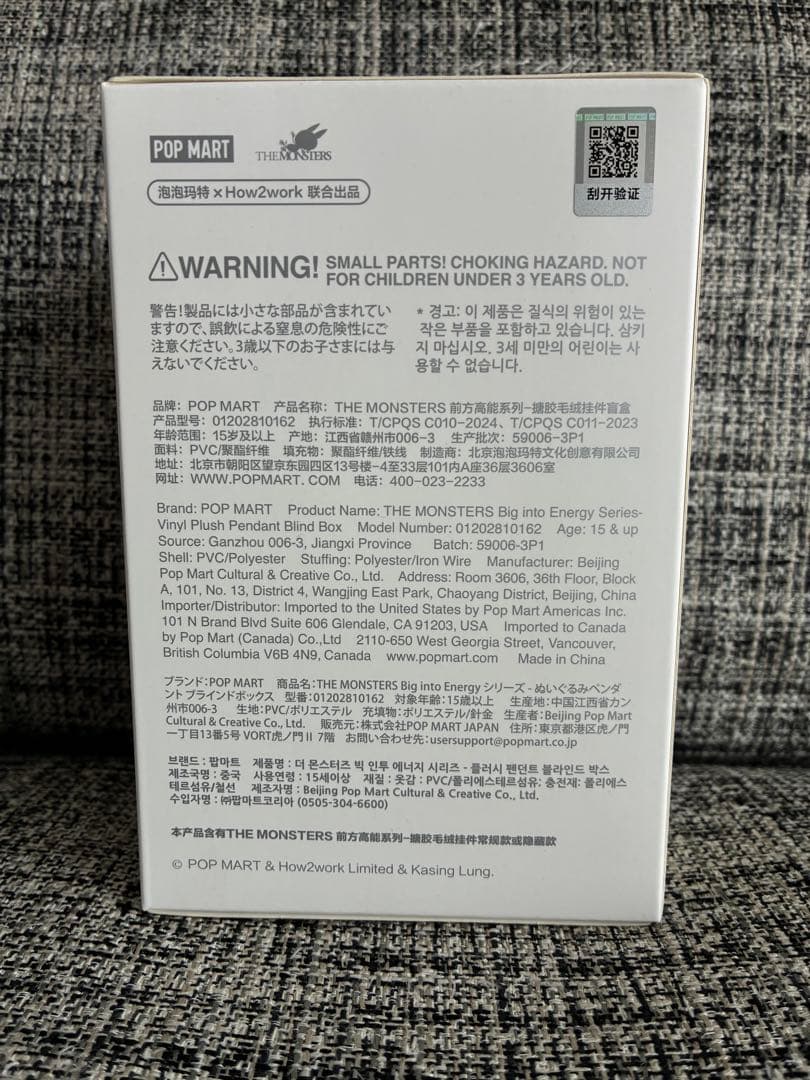 POP MART
THE MONSTERS
泡泡玛特×How2work 联合出品
POP MART POP MART POP MART
刮开验证
WARNING! SMALL PARTS! CHOKING HAZARD. NOT
FOR CHILDREN UNDER 3 YEARS OLD.
警告!製品には小さな部品が含まれてい
ますので、誤飲による窒息の危険性にご
注意ください。3歳以下のお子さまには与
えないでください。
* 경고: 이 제품은 질식의 위험이 있는
작은 부품을 포함하고 있습니다. 삼키
지 마십시오. 3세 미만의 어린이는 사
용할 수 없습니다.
品牌: POP MART 产品名称: THE MONSTERS 前方高能系列-搪胶毛绒挂件盲盒
产品型号: 01202810162 执行标准: T/CPQS C010-2024、T/CPQS C011-2023
年龄范围: 15岁及以上 产地: 江西省赣州市006-3 生产批次: 59006-3P1
面料: PVC/聚酯纤维 填充物: 聚酯纤维/铁线 制造商: 北京泡泡玛特文化创意有限公司
地址: 北京市朝阳区望京东园四区13号楼-4至33层101内A座36层3606室
网址: WWW.POPMART.COM 电话: 400-023-2233
Brand: POP MART Product Name: THE MONSTERS Big into Energy Series-
Vinyl Plush Pendant Blind Box Model Number: 01202810162 Age: 15 & up
Source: Ganzhou 006-3, Jiangxi Province Batch: 59006-3P1
Shell: PVC/Polyester Stuffing: Polyester/Iron Wire Manufacturer: Beijing
Pop Mart Cultural & Creative Co., Ltd. Address: Room 3606, 36th Floor, Block
A, 101, No. 13, District 4, Wangjing East Park, Chaoyang District, Beijing, China
Importer/Distributor: Imported to the United States by Pop Mart Americas Inc.
101 N Brand Blvd Suite 606 Glendale, CA 91203, USA Imported to Canada
by Pop Mart (Canada) Co.,Ltd 2110-650 West Georgia Street, Vancouver,
British Columbia V6B 4N9, Canada www.popmart.com Made in China
ブランド:POP MART 商品名:THE MONSTERS Big into Energy シリーズ - ぬいぐるみペンダ
ント ブラインドボックス 型番:01202810162 対象年齢:15歳以上 生産地:中国江西省カン
州市006-3 生地:PVC/ポリエステル 充填物:ポリエステル/針金 生産者:Beijing Pop Mart
Cultural & Creative Co., Ltd. 販売元:株式会社POP MART JAPAN 住所:東京都港区虎ノ門
一丁目13番5号 VORT虎ノ門Ⅱ 7階 お問い合わせ先:usersupport@popmart.co.jp
브랜드 : 팝마트 제품명 : 더 몬스터즈 빅 인투 에너지 시리즈 - 플러시 펜던트 블라인드 박스
제조국명 : 중국 사용연령 : 15세이상 재질 : 옷감 : PVC/폴리에스테르섬유; 충전재: 폴리에스
테르섬유/철선 제조자명 : Beijing Pop Mart Cultural & Creative Co., Ltd.
수입자명 : ㈜팝마트코리아 (0505-304-6600)
本产品含有THE MONSTERS 前方高能系列-搪胶毛绒挂件常规款或隐藏款
© POP MART & How2work Limited & Kasing Lung.